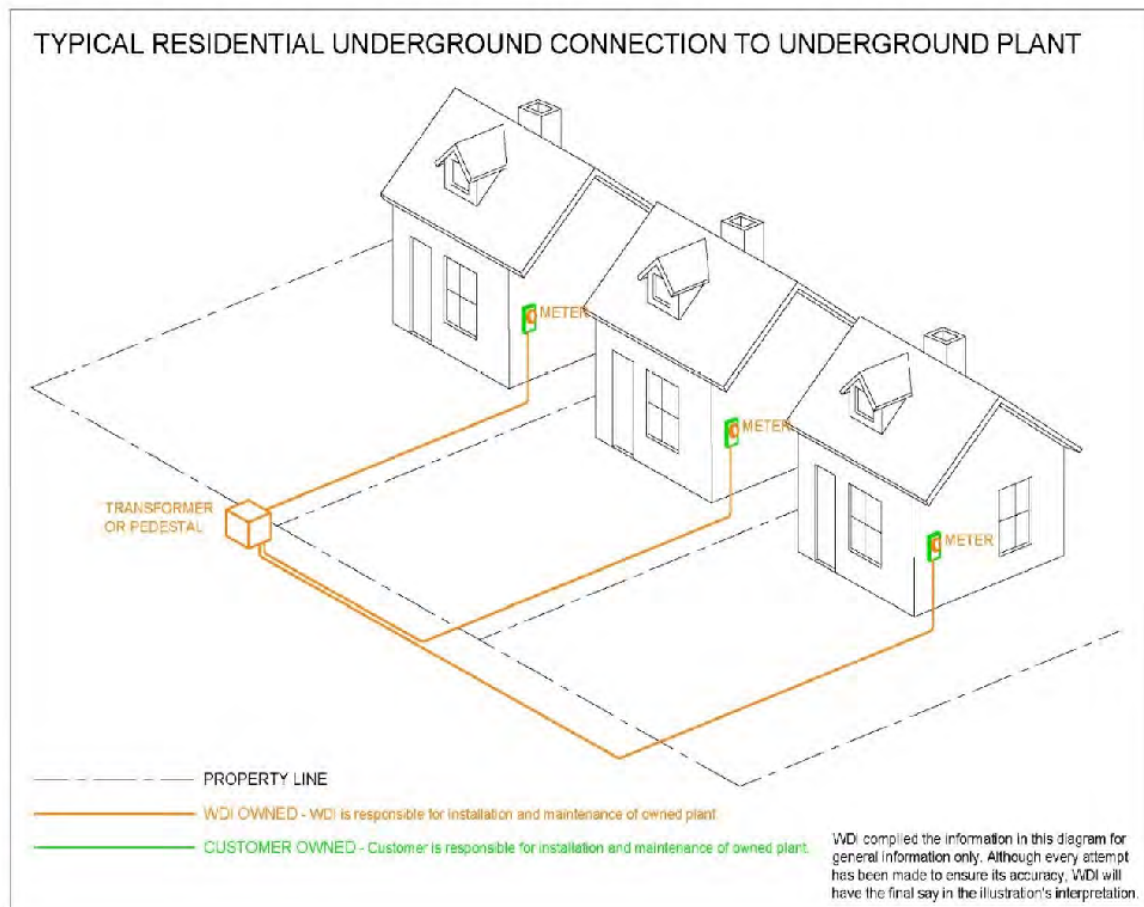 TYPICAL RESIDENTIAL UNDERGROUND CONNECTION TO UNDERGROUND PLANT
METER
METER
METER
TRANSFORMER
OR PEDESTAL
PROPERTY LINE
WDI OWNED - WDI is responsible for installation and maintenance of owned plant.
CUSTOMER OWNED - Customer is responsible for installation and maintenance of owned plant.
WDI complied the information in this diagram for
general information only. Although every attempt
has been made to ensure its accuracy, WDI will
have the final say in the illustration's interpretation.